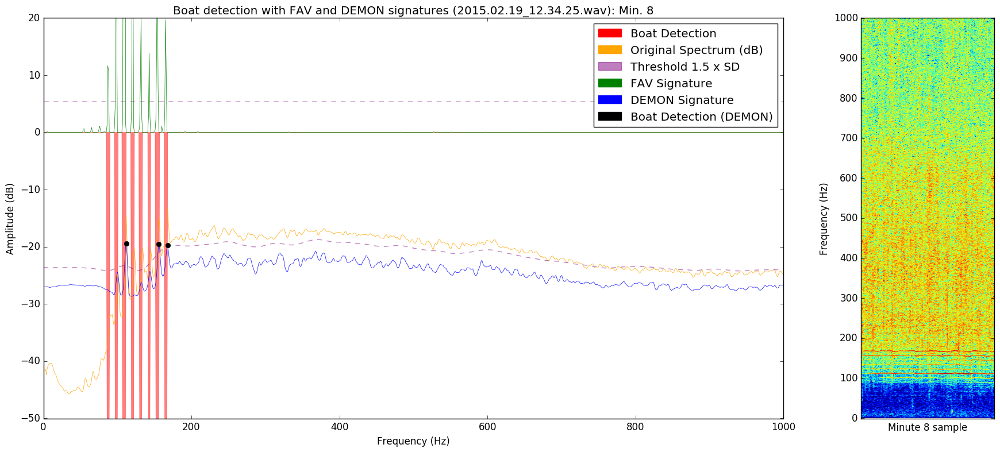 Boat detection with FAV and DEMON signatures (2015.02.19_12.34.25.wav): Min. 8
Boat Detection
Original Spectrum (dB)
Threshold 1.5 x SD
FAV Signature
DEMON Signature
Boat Detection (DEMON)
Amplitude (dB)
20
10
0
−10
−20
−30
−40
−50
0
200
400
600
800
1000
Frequency (Hz)
Frequency (Hz)
1000
900
800
700
600
500
400
300
200
100
0
Minute 8 sample